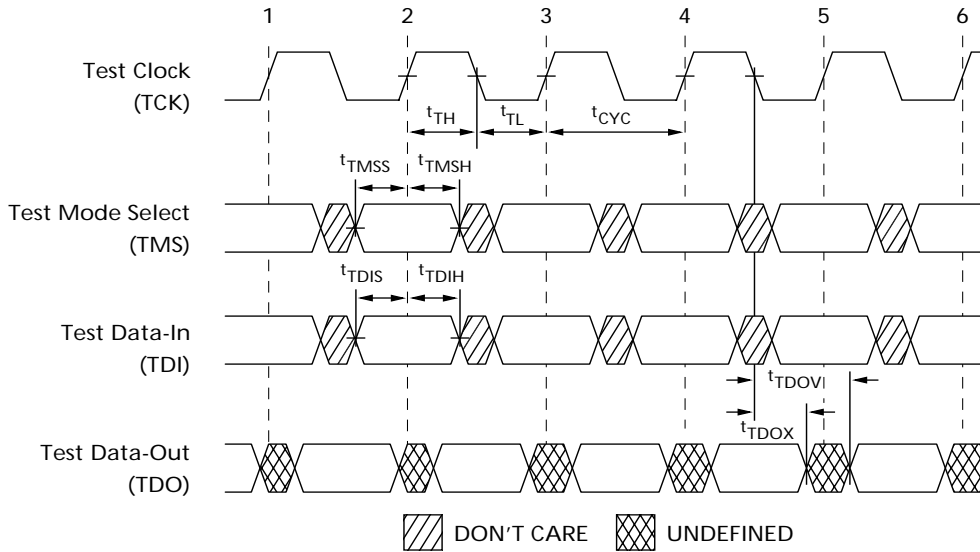 1 2 3 4 5 6
Test Clock
(TCK)
tTH tTL tCYC
tTMSS tTMSH
Test Mode Select
(TMS)
tTDIS tTDIH
Test Data-In
(TDI)
tTDOV
tTDOX
Test Data-Out
(TDO)
DON'T CARE UNDEFINED